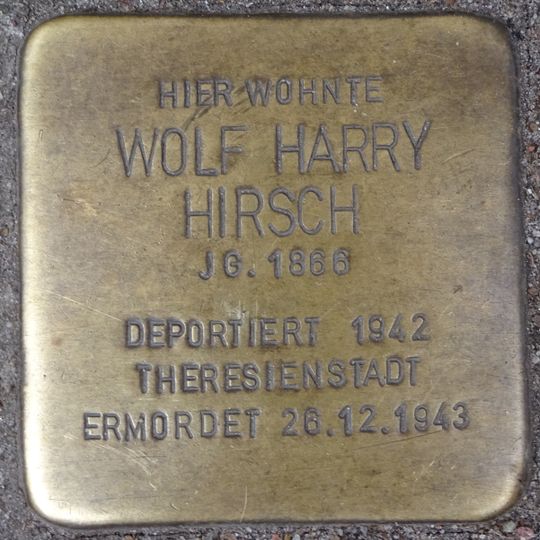 HIER WOHNTE
WOLF HARRY
HIRSCH
JG. 1866
DEPORTIERT 1942
THERESIENSTADT
ERMORDET 26.12.1943